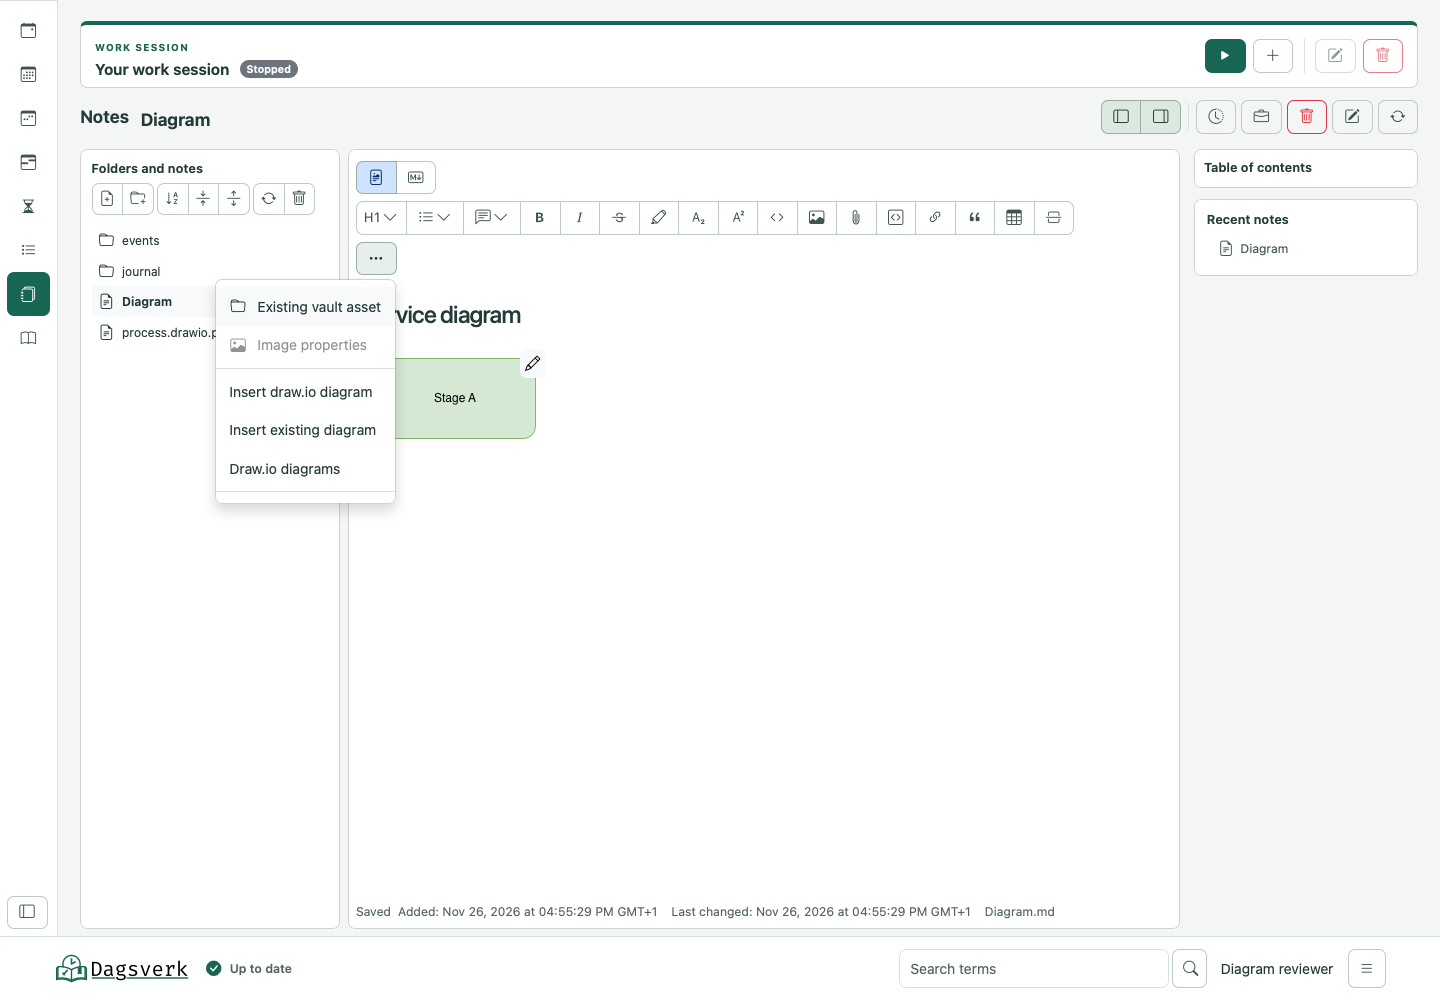 WORK SESSION
Your work session Stopped
Notes Diagram
Folders and notes
events
journal
Diagram
process.drawio.p
Existing vault asset
Image properties
Insert draw.io diagram
Insert existing diagram
Draw.io diagrams
M↓
H1
B I S A₂ A²
rvice diagram
Stage A
Saved Added: Nov 26, 2026 at 04:55:29 PM GMT+1 Last changed: Nov 26, 2026 at 04:55:29 PM GMT+1 Diagram.md
Table of contents
Recent notes
Diagram
Dagsverk
Up to date
Search terms
Diagram reviewer